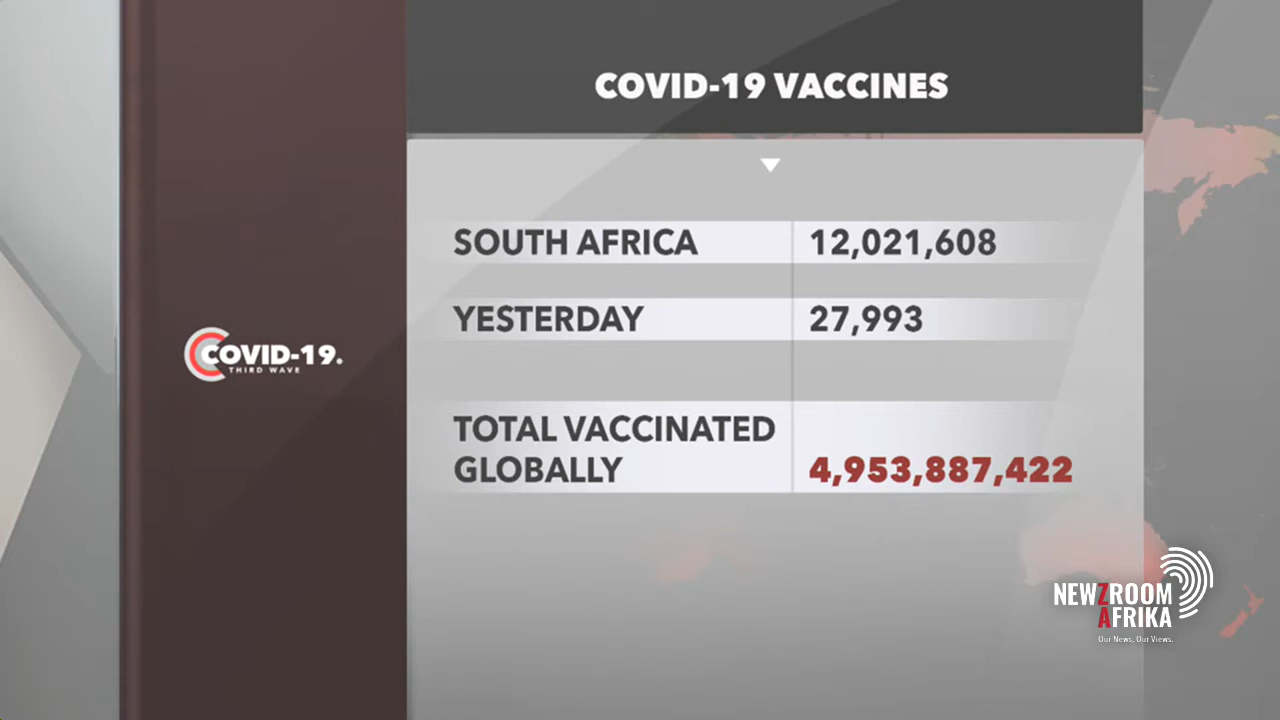 COVID-19 VACCINES
SOUTH AFRICA 12,021,608
YESTERDAY 27,993
TOTAL VACCINATED
GLOBALLY 4,953,887,422
COVID-19.
THIRD WAVE
NEWZROOM
AFRIKA
Our News, Our Views.